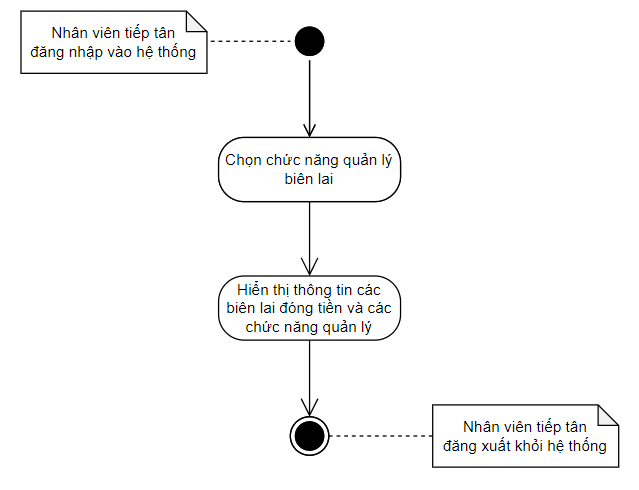 Nhân viên tiếp tân
đăng nhập vào hệ thống
Chọn chức năng quản lý
biên lai
Hiển thị thông tin các
biên lai đóng tiền và các
chức năng quản lý
Nhân viên tiếp tân
đăng xuất khỏi hệ thống